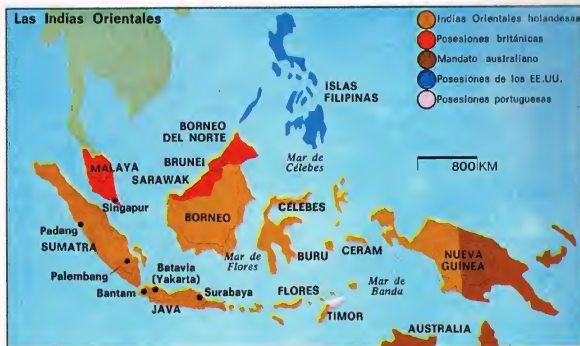 Las Indias Orientales
Indias Orientales holandesas
Posesiones británicas
Mandato australiano
Posesiones de los EE.UU.
Posesiones portuguesas
ISLAS
FILIPINAS
BORNEO
DEL NORTE
BRUNEI
SARAWAK
Mar de
Célebes
800 KM
MALAYA
Singapur
BORNEO
CÉLEBES
Padang
SUMATRA
Palembang
Mar de
Flores
BURU
CERAM
NUEVA
GUINEA
Batavia
(Yakarta)
Bantam
JAVA
Surabaya
FLORES
Mar de
Bandu
TIMOR
AUSTRALIA